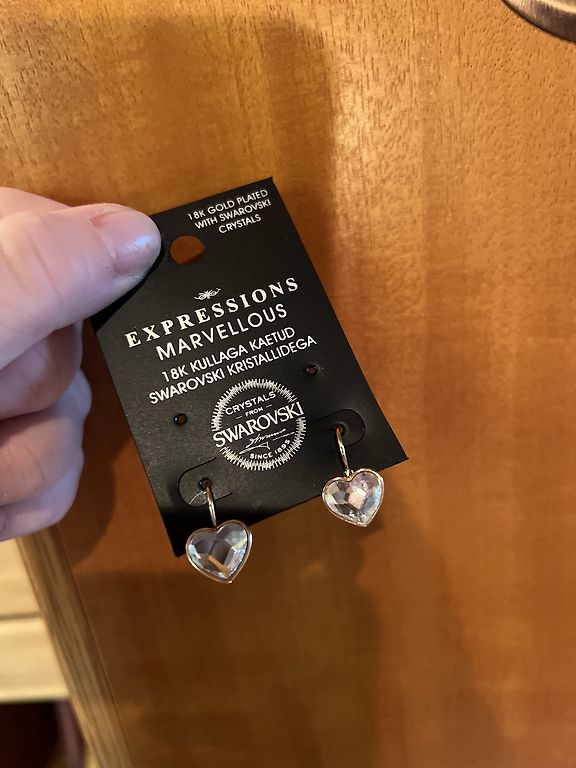 18K GOLD PLATED
WITH SWAROVSKI
CRYSTALS
EXPRESSIONS
MARVELLOUS
18K KULLAGA KAETUD
SWAROVSKI KRISTALLIDEGA
CRYSTALS
FROM
SWAROVSKI
SINCE 1895